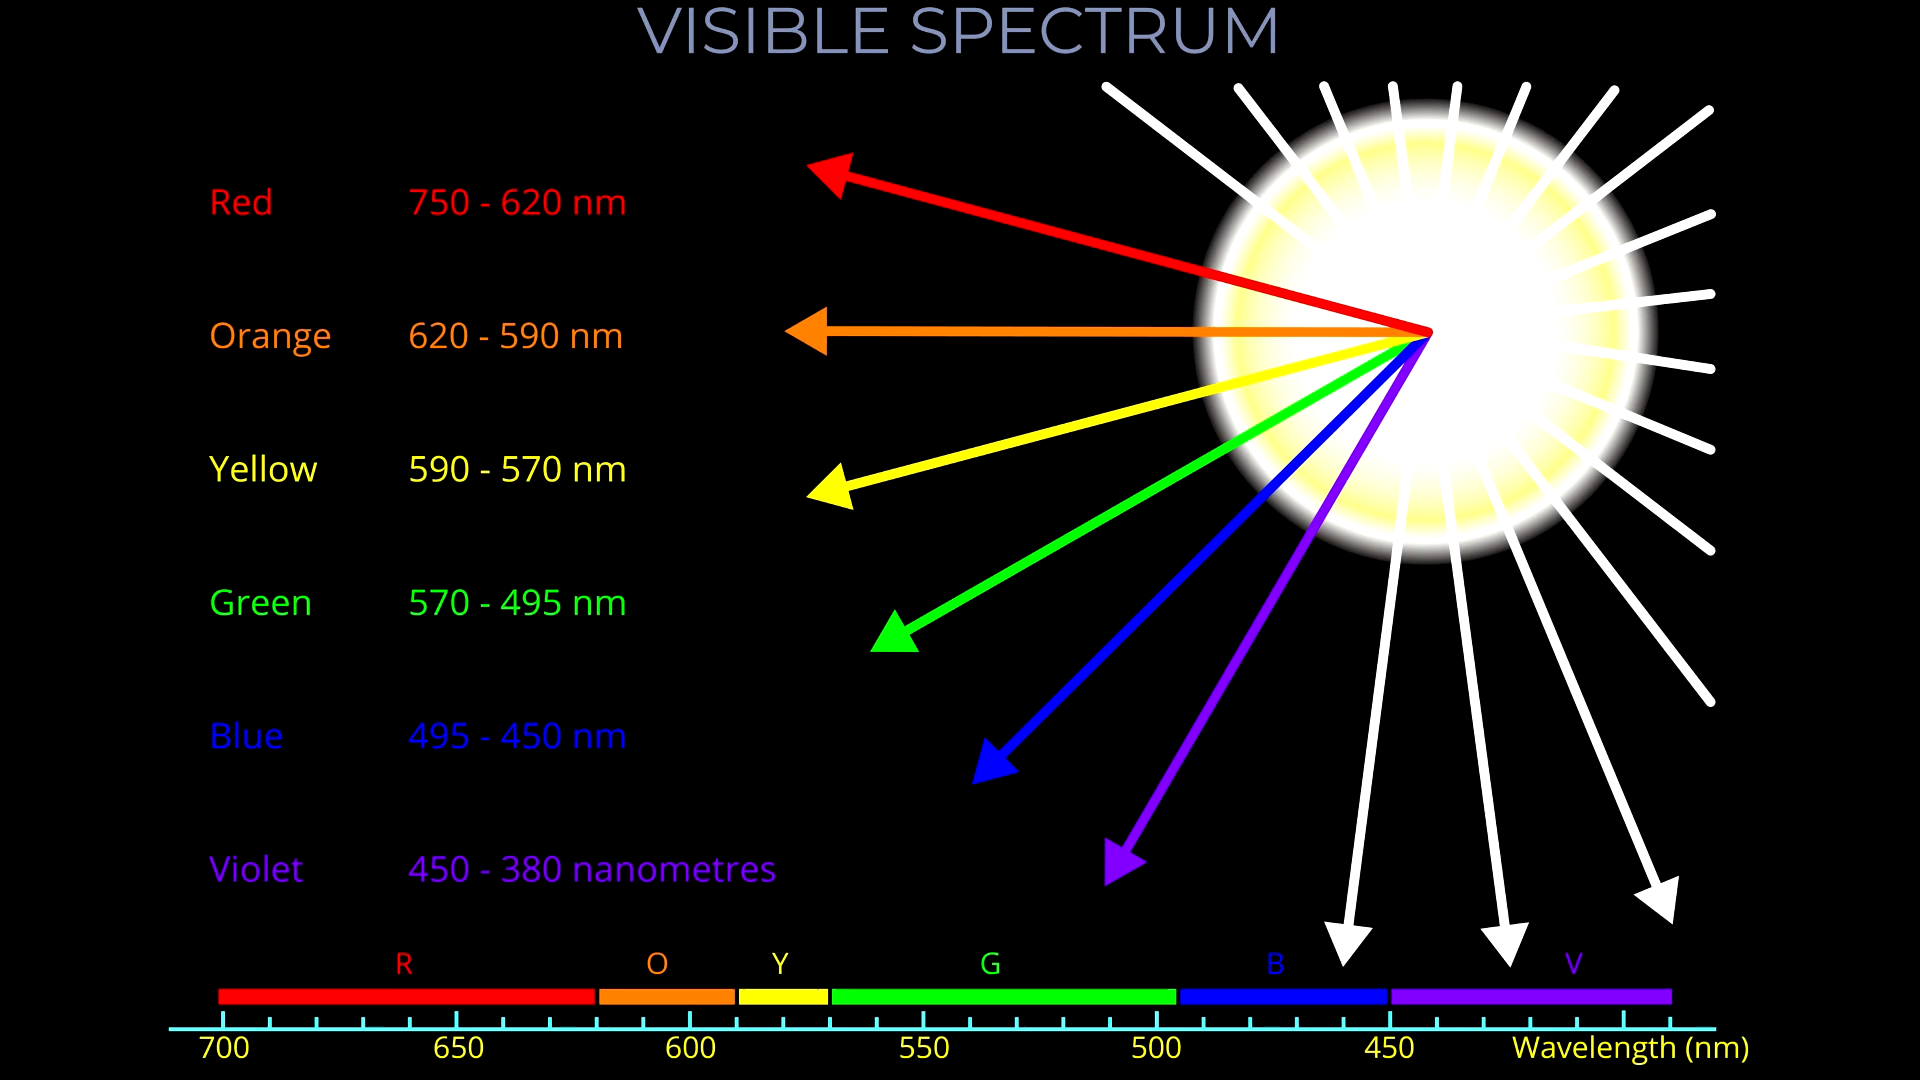 VISIBLE SPECTRUM
Red 750 - 620 nm
Orange 620 - 590 nm
Yellow 590 - 570 nm
Green 570 - 495 nm
Blue 495 - 450 nm
Violet 450 - 380 nanometres
R O Y G B V
700 650 600 550 500 450 Wavelength (nm)